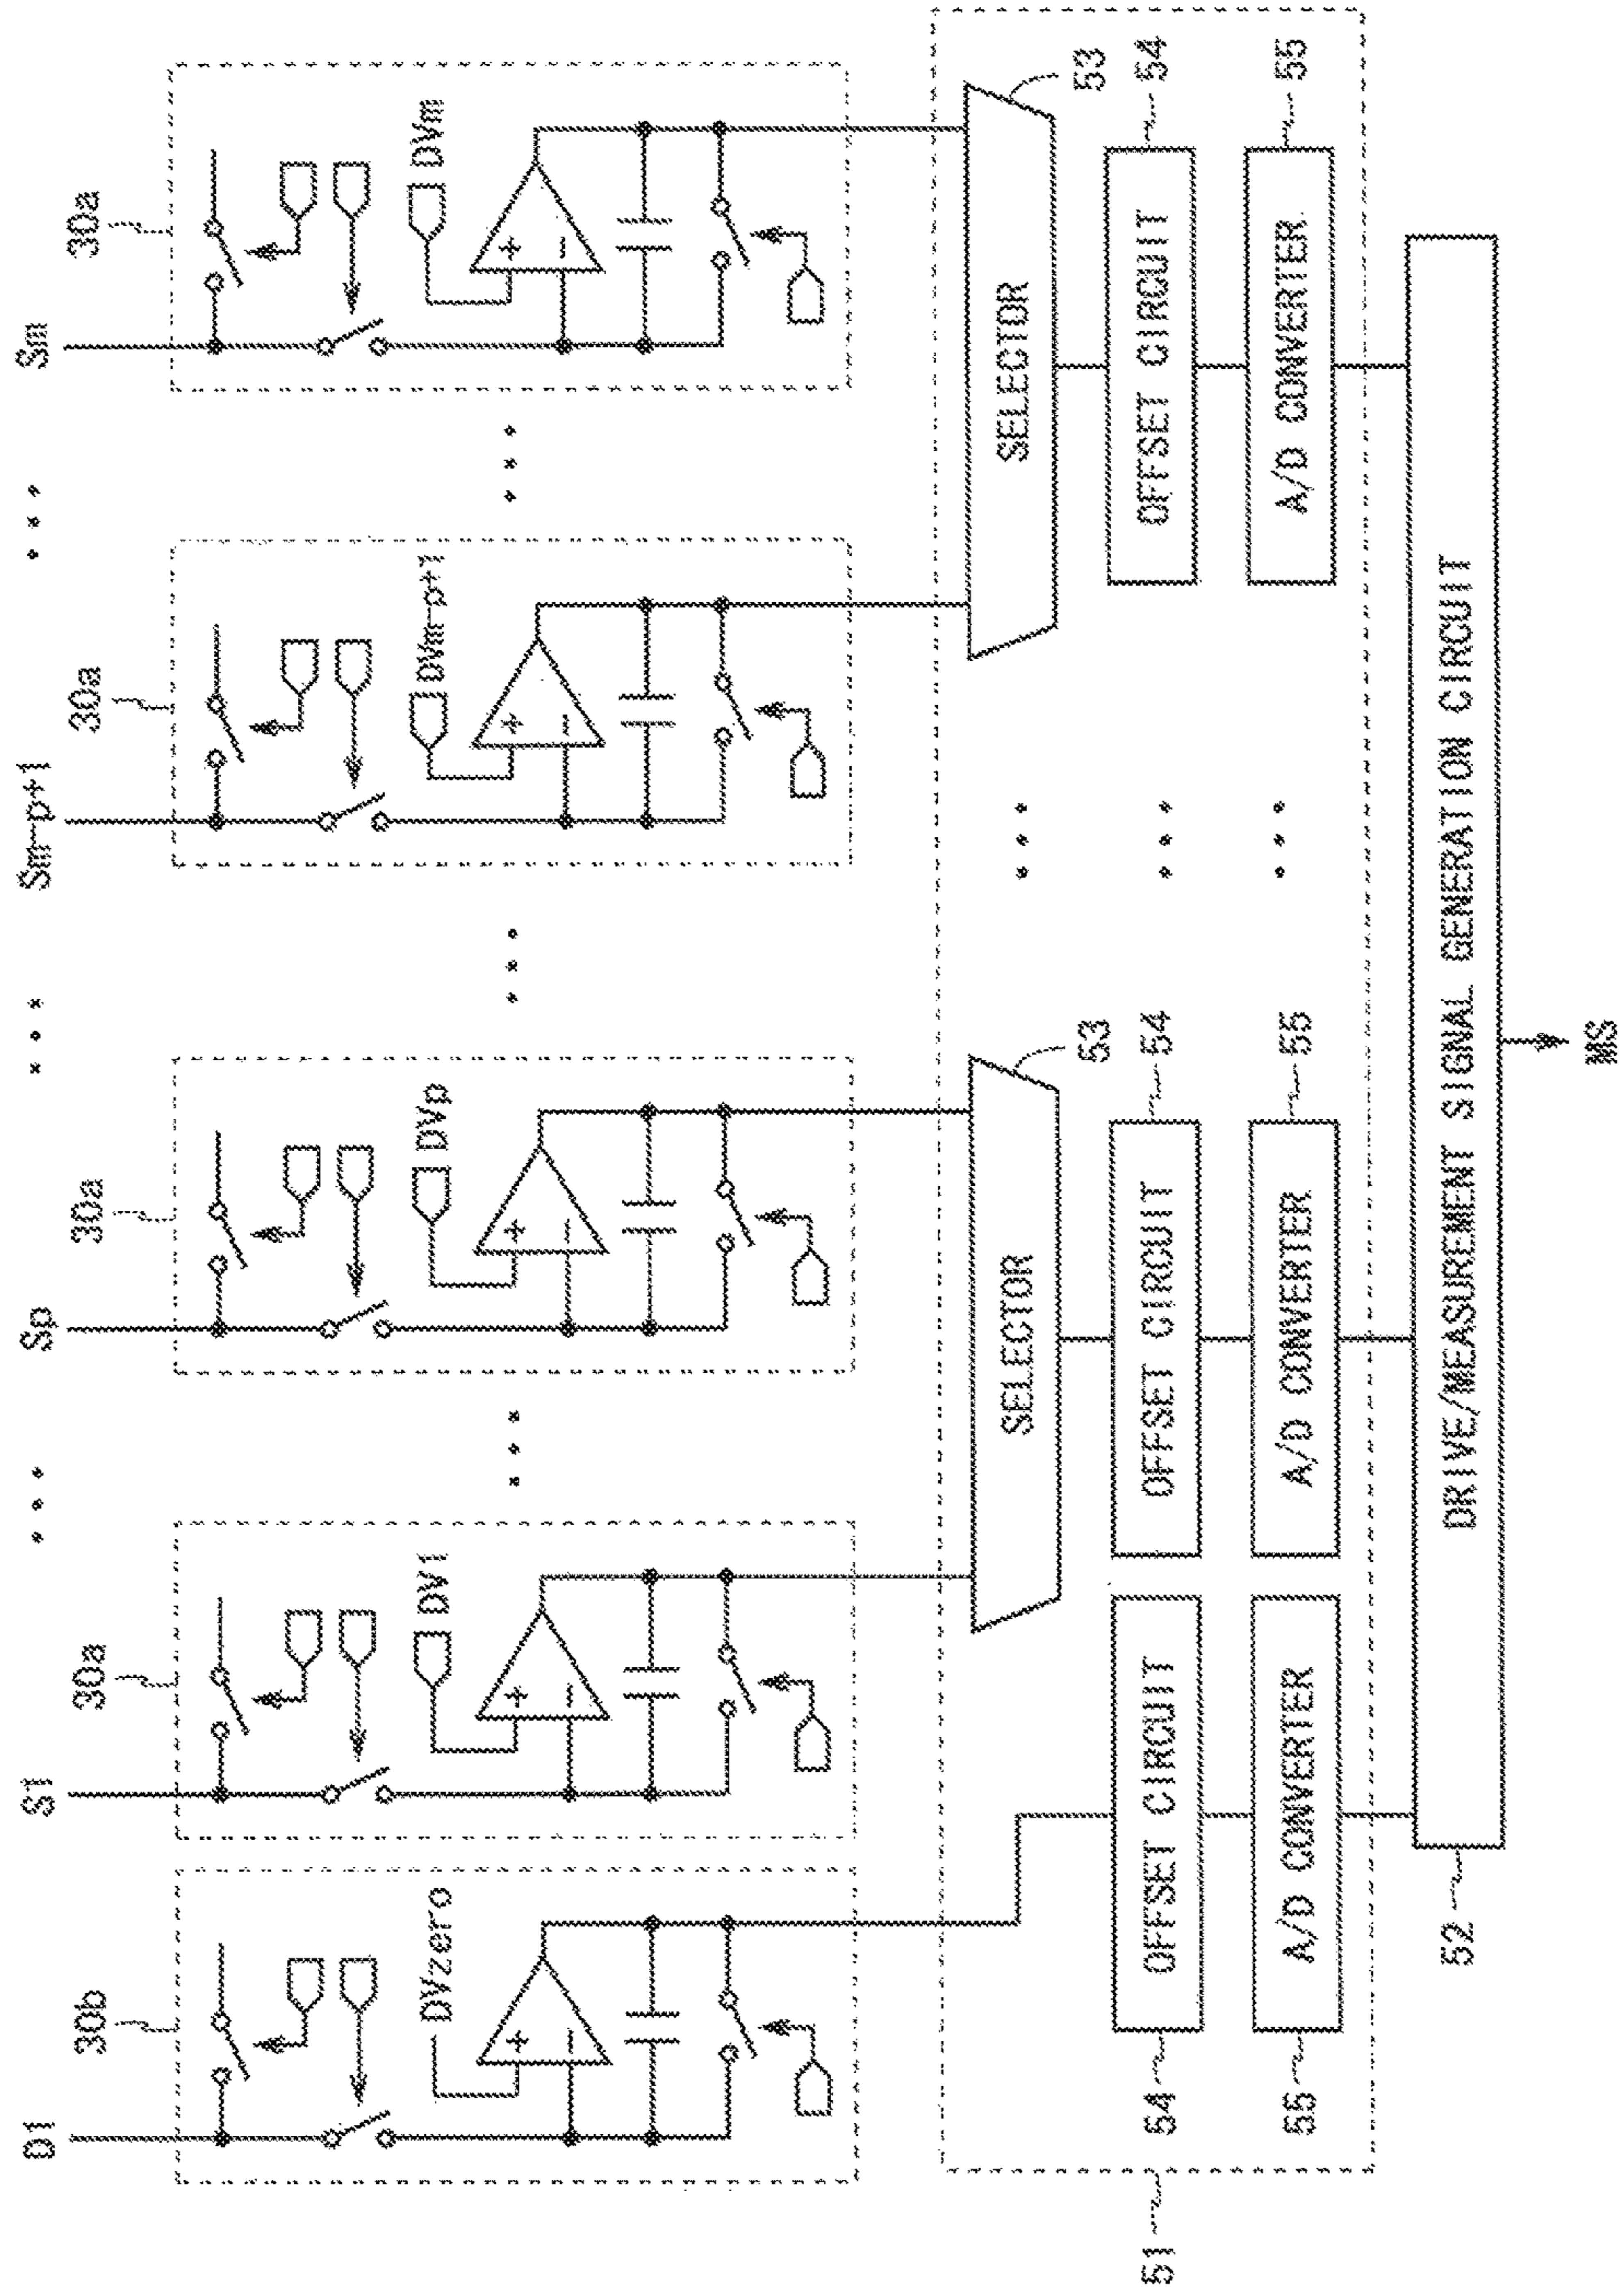 D1
S1
Sp
Sm-p+1
Sm
30b
30a
30a
30a
30a
DVzero
DV1
DVp
DVm-p+1
DVm
+
−
+
−
+
−
+
−
+
−
SELECTOR
53
SELECTOR
53
54
OFFSET CIRCUIT
OFFSET CIRCUIT
54
OFFSET CIRCUIT
54
55
A/D CONVERTER
A/D CONVERTER
55
A/D CONVERTER
55
51
52
DRIVE/MEASUREMENT SIGNAL GENERATION CIRCUIT
MS